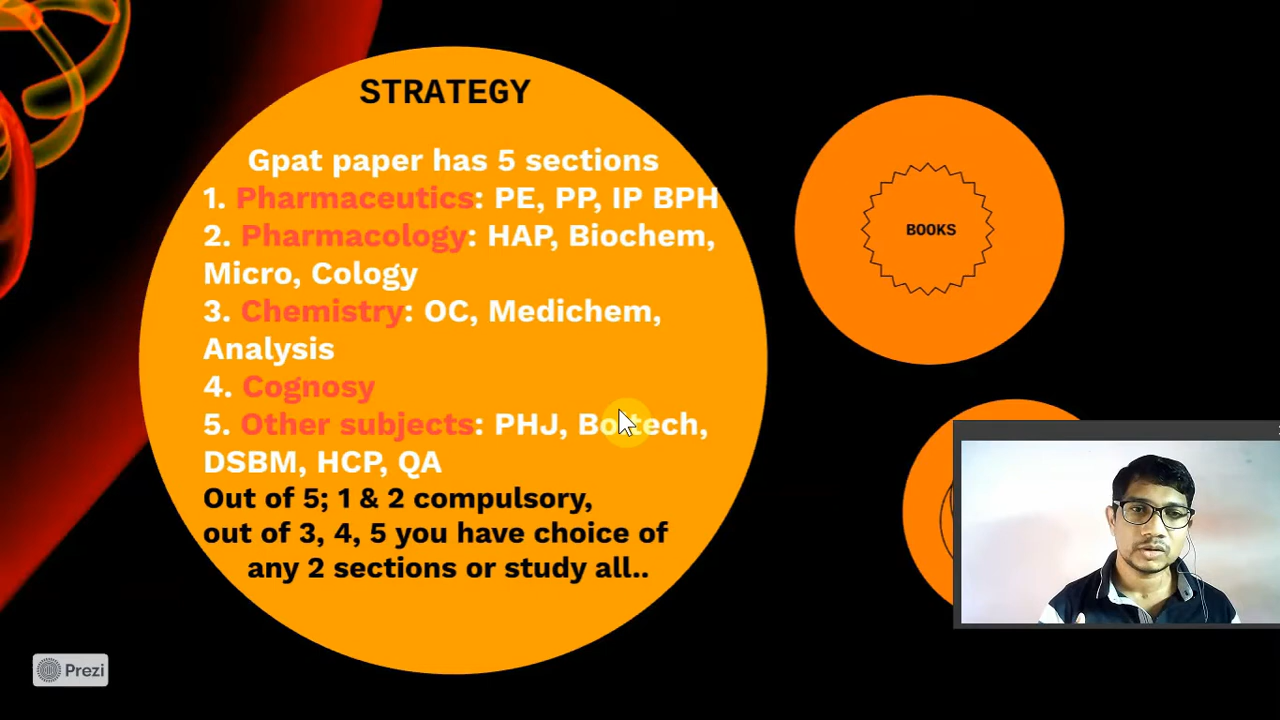 STRATEGY
Gpat paper has 5 sections
1. Pharmaceutics: PE, PP, IP BPH
2. Pharmacology: HAP, Biochem,
Micro, Cology
3. Chemistry: OC, Medichem,
Analysis
4. Cognosy
5. Other subjects: PHJ,
DSBM, HCP, QA
Out of 5; 1 & 2 compulsory,
out of 3, 4, 5 you have choice of
any 2 sections or study all..
BOOKS
Prezi